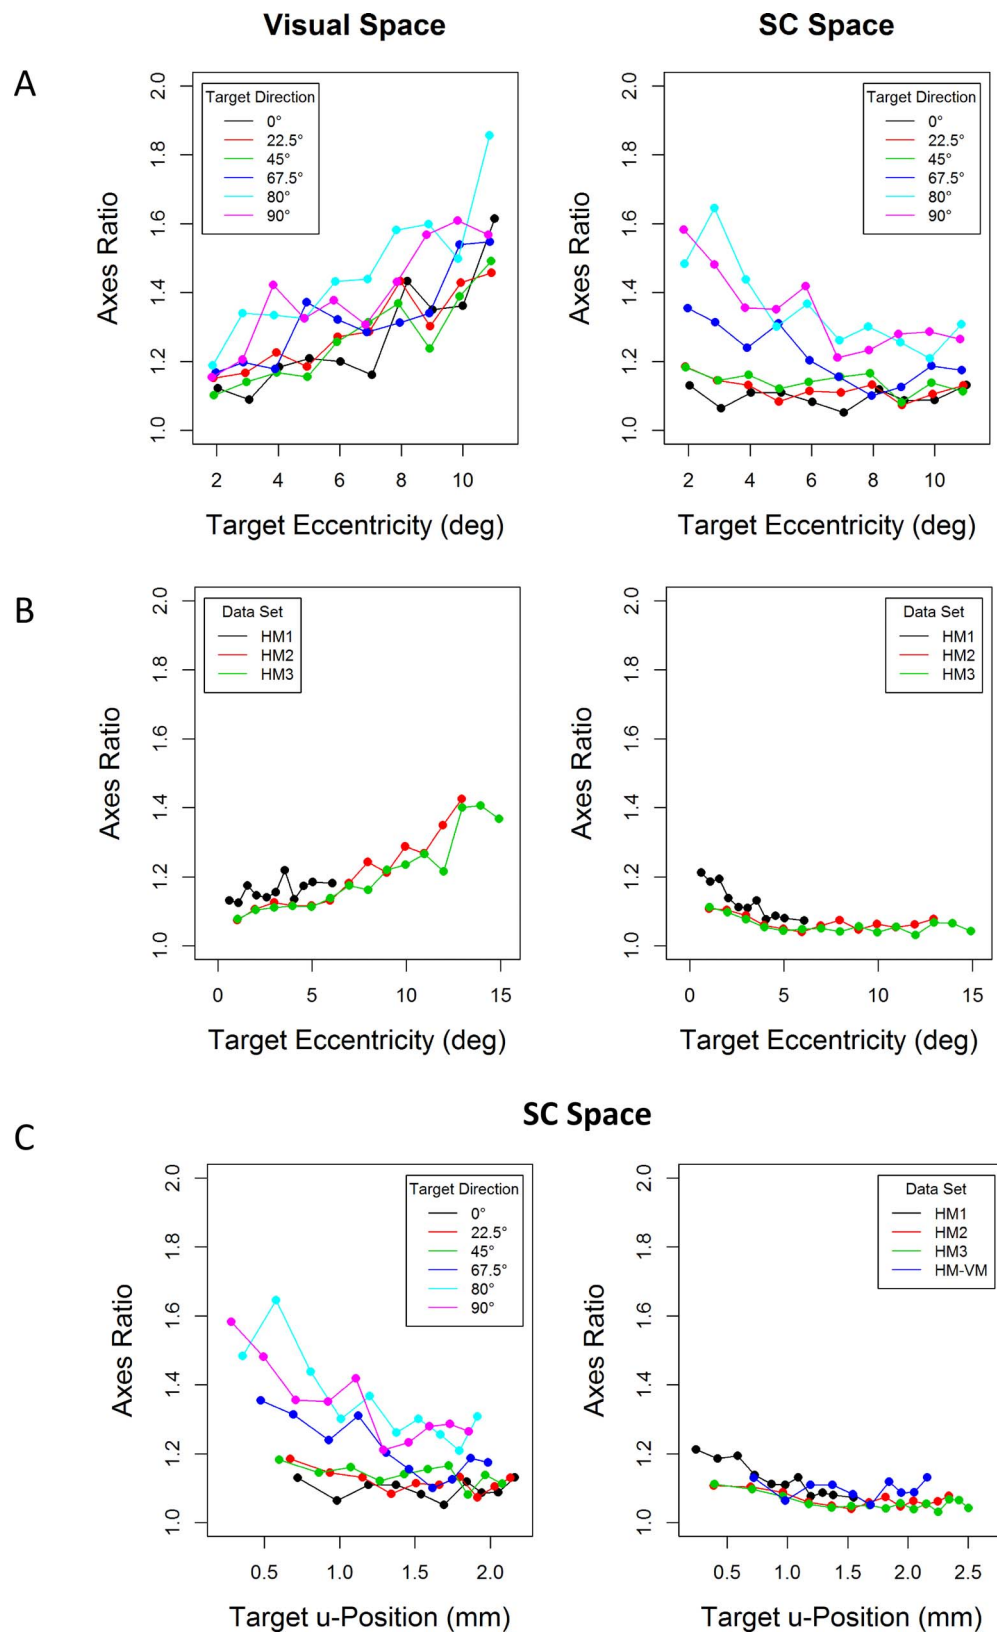 Visual Space
SC Space
A
2.0
1.8
1.6
1.4
1.2
1.0
Axes Ratio
Target Direction
0°
22.5°
45°
67.5°
80°
90°
2 4 6 8 10
Target Eccentricity (deg)
2.0
1.8
1.6
1.4
1.2
1.0
Axes Ratio
Target Direction
0°
22.5°
45°
67.5°
80°
90°
2 4 6 8 10
Target Eccentricity (deg)
B
2.0
1.8
1.6
1.4
1.2
1.0
Axes Ratio
Data Set
HM1
HM2
HM3
0 5 10 15
Target Eccentricity (deg)
2.0
1.8
1.6
1.4
1.2
1.0
Axes Ratio
Data Set
HM1
HM2
HM3
0 5 10 15
Target Eccentricity (deg)
SC Space
C
2.0
1.8
1.6
1.4
1.2
1.0
Axes Ratio
Target Direction
0°
22.5°
45°
67.5°
80°
90°
0.5 1.0 1.5 2.0
Target u-Position (mm)
2.0
1.8
1.6
1.4
1.2
1.0
Axes Ratio
Data Set
HM1
HM2
HM3
HM-VM
0.5 1.0 1.5 2.0 2.5
Target u-Position (mm)